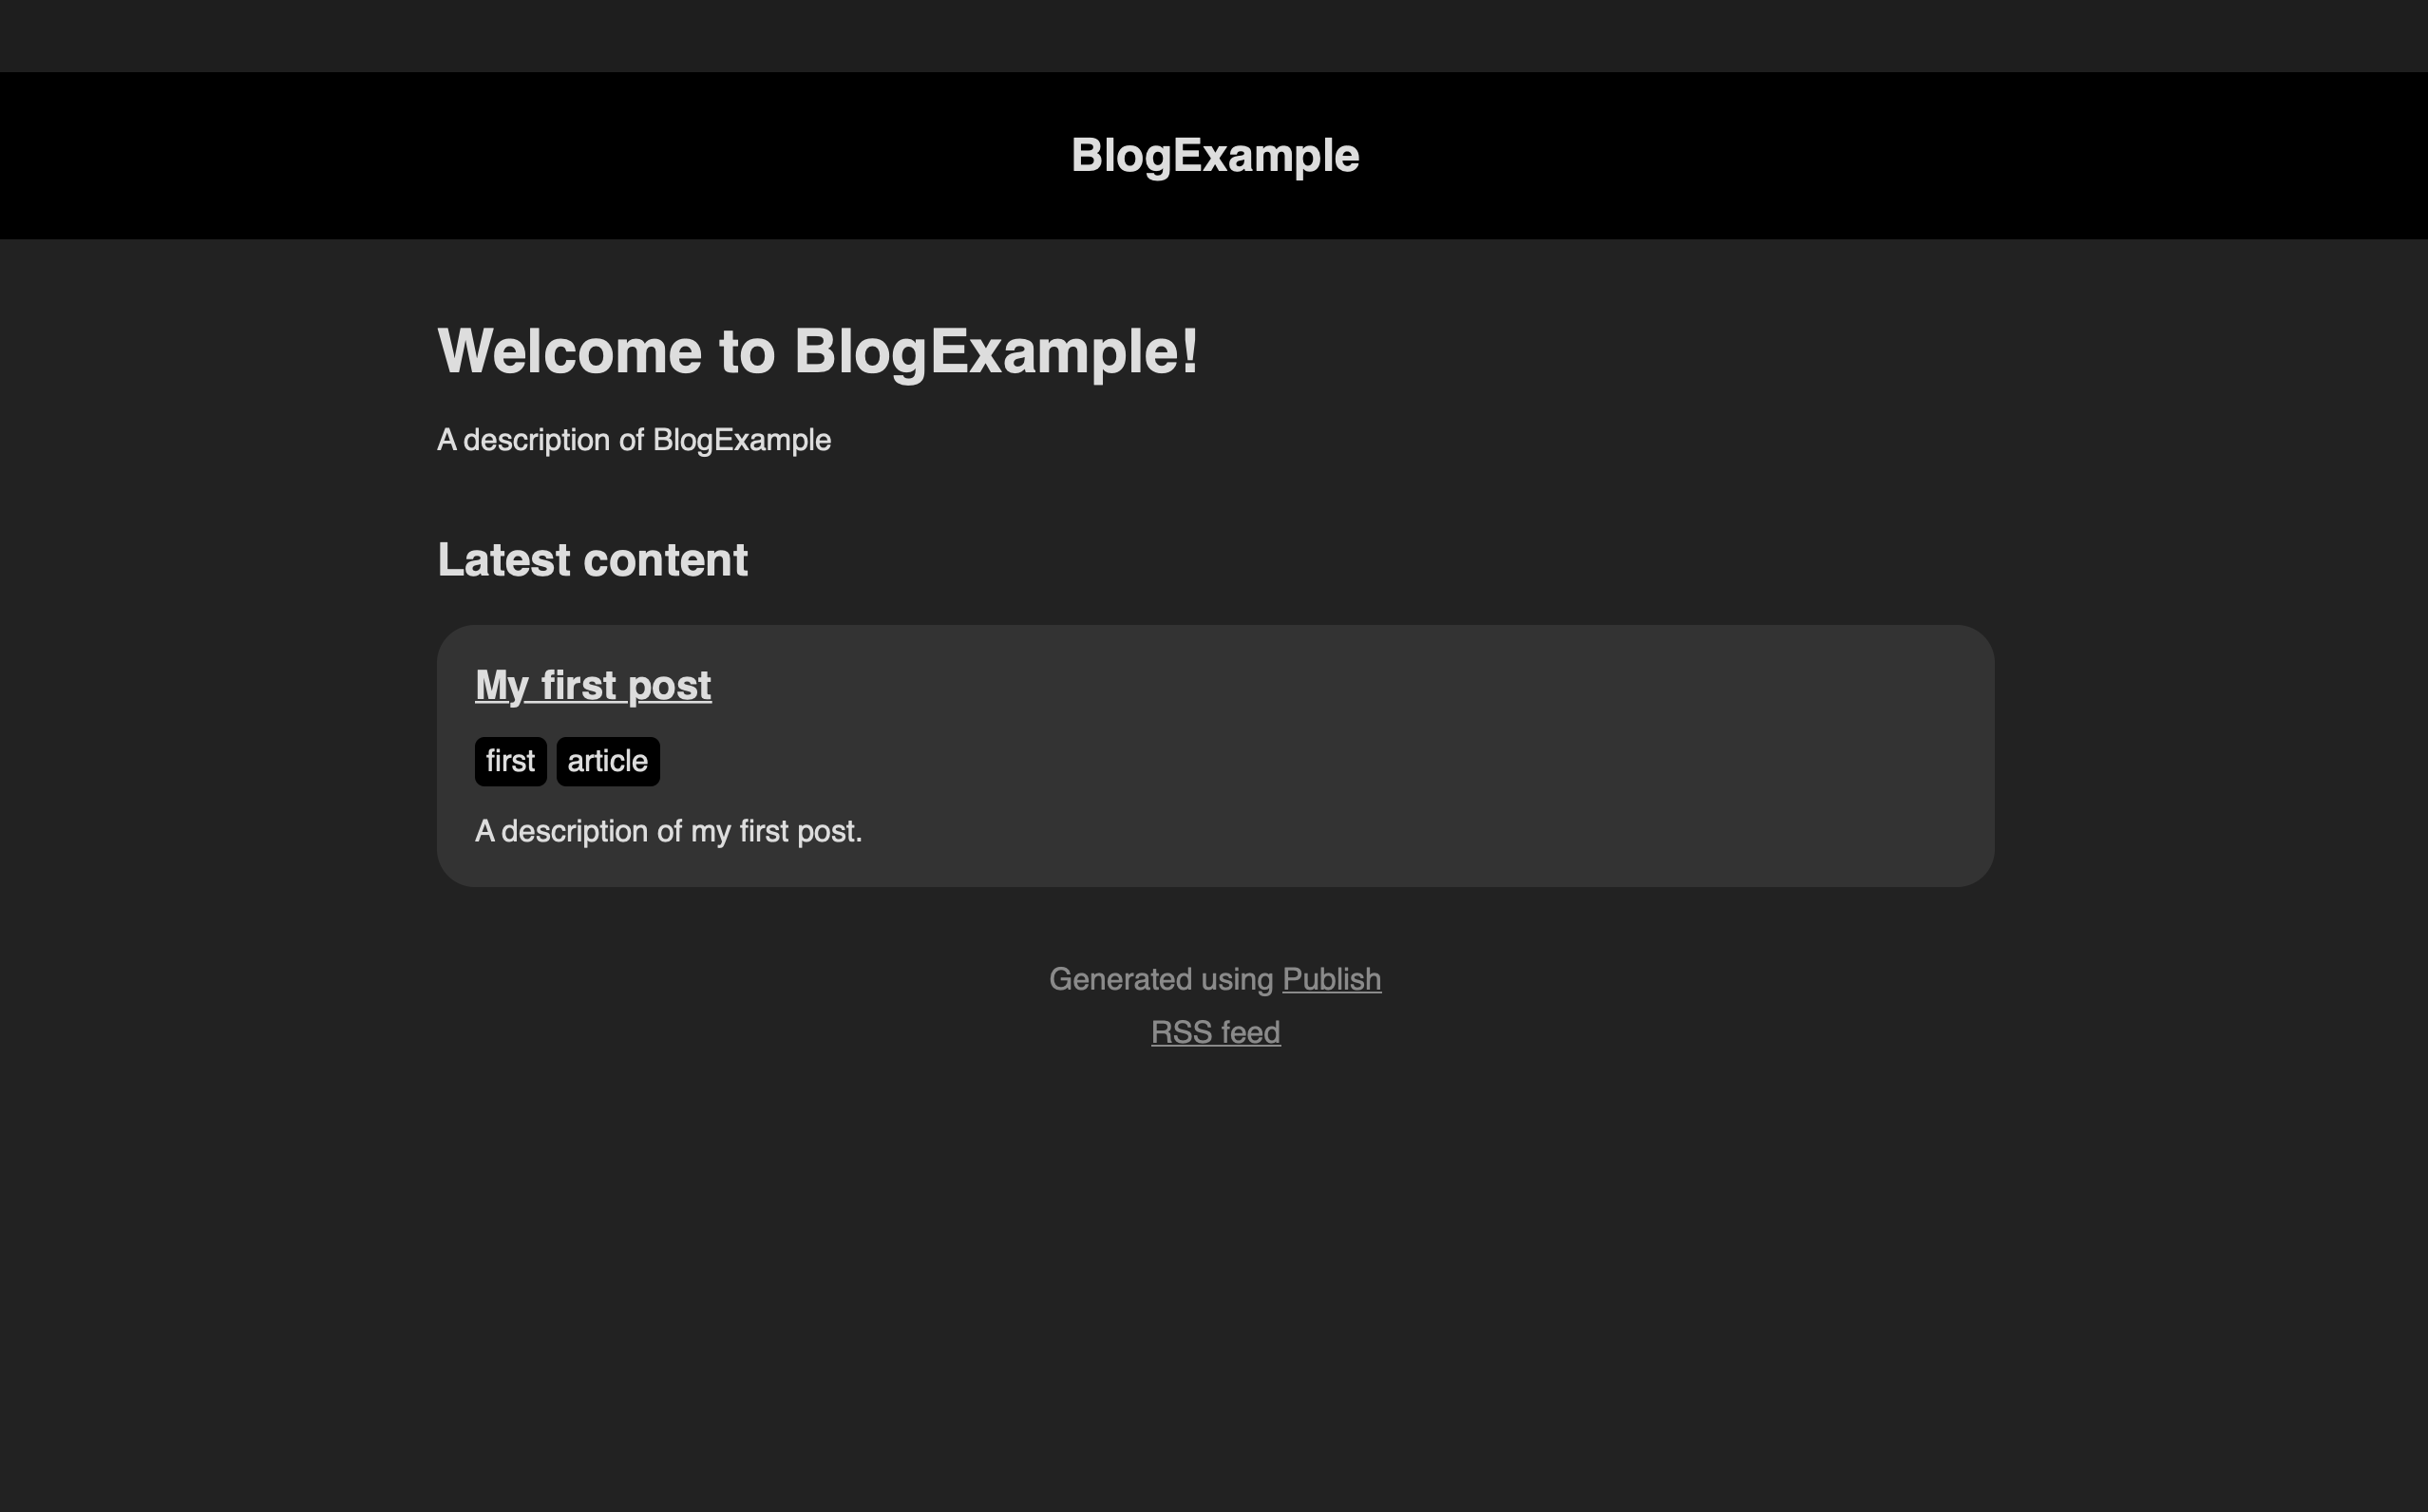 BlogExample
Welcome to BlogExample!
A description of BlogExample
Latest content
My first post
first article
A description of my first post.
Generated using Publish
RSS feed